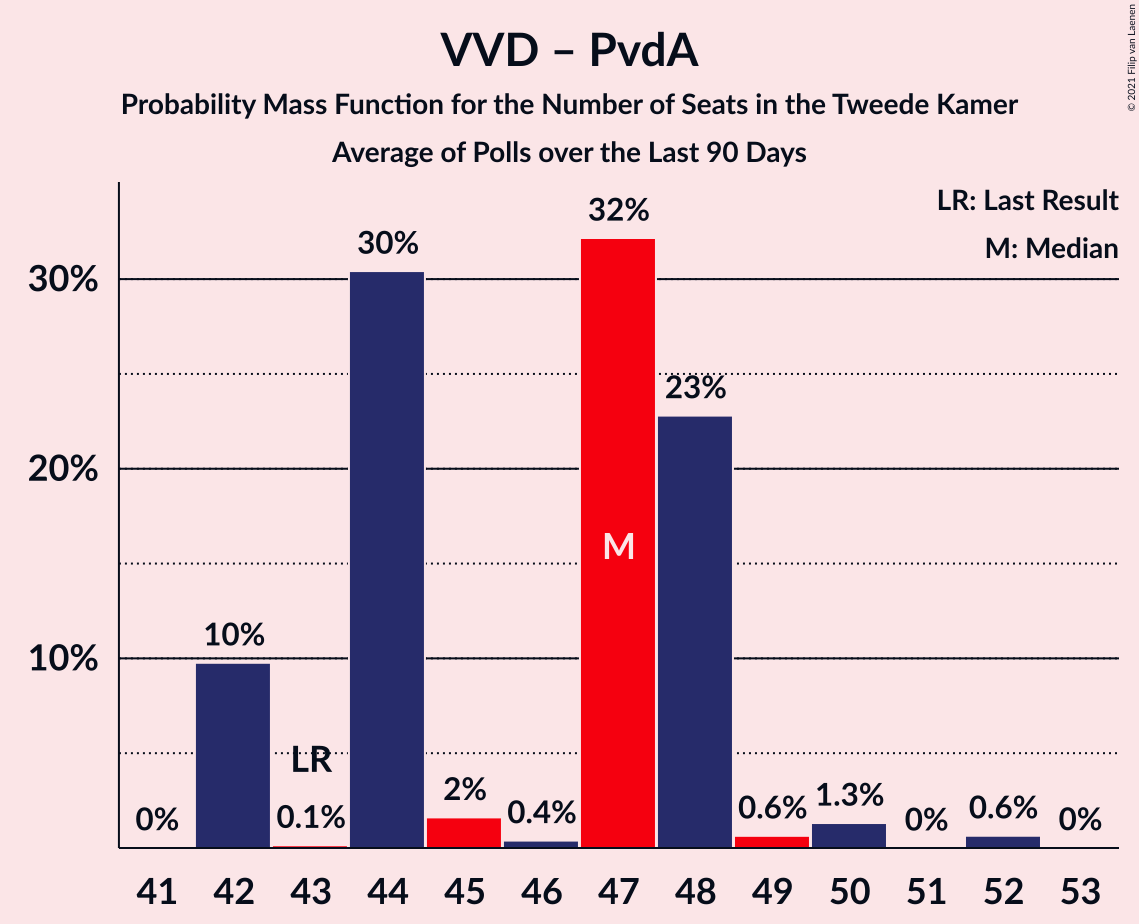 VVD – PvdA
Probability Mass Function for the Number of Seats in the Tweede Kamer
Average of Polls over the Last 90 Days
© 2021 Filip van Laenen
LR: Last Result
M: Median
30%
20%
10%
0%
10%
LR
0.1%
30%
2%
0.4%
32%
M
23%
0.6%
1.3%
0%
0.6%
0%
41 42 43 44 45 46 47 48 49 50 51 52 53